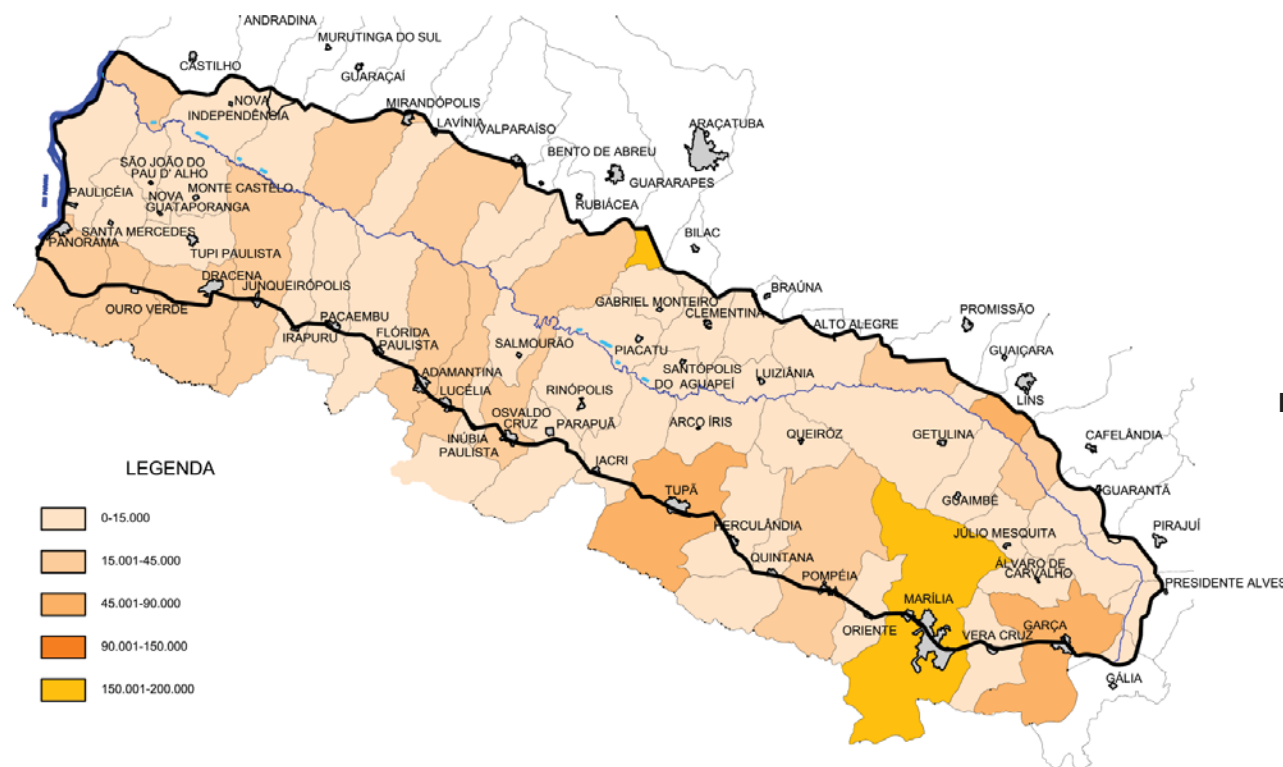 ANDRADINA
MURUTINGA DO SUL
CASTILHO
GUARAÇAÍ
NOVA
INDEPENDÊNCIA
MIRANDÓPOLIS
LAVÍNIA
VALPARAÍSO
ARAÇATUBA
BENTO DE ABREU
GUARARAPES
RUBIÁCEA
SÃO JOÃO DO
PAU D' ALHO
PAULICÉIA
MONTE CASTELO
NOVA
GUATAPORANGA
SANTA MERCEDES
PANORAMA
TUPI PAULISTA
BILAC
DRACENA
JUNQUEIRÓPOLIS
OURO VERDE
BRAÚNA
GABRIEL MONTEIRO
CLEMENTINA
PROMISSÃO
ALTO ALEGRE
PACAEMBU
IRAPURU
FLÓRIDA
PAULISTA
SALMOURÃO
PIACATU
GUAIÇARA
SANTÓPOLIS
DO AGUAPEÍ
LUIZIÂNIA
ADAMANTINA
LUCÉLIA
RINÓPOLIS
LINS
OSVALDO
CRUZ
PARAPUÃ
ARCO ÍRIS
QUEIRÔZ
GETULINA
CAFELÂNDIA
INÚBIA
PAULISTA
IACRI
LEGENDA
TUPÃ
GUAIMBÊ
GUARANTÃ
0-15.000
HERCULÂNDIA
JÚLIO MESQUITA
PIRAJUÍ
15.001-45.000
QUINTANA
ÁLVARO DE
CARVALHO
POMPÉIA
PRESIDENTE ALVES
45.001-90.000
MARÍLIA
ORIENTE
VERA CRUZ
GARÇA
90.001-150.000
GÁLIA
150.001-200.000